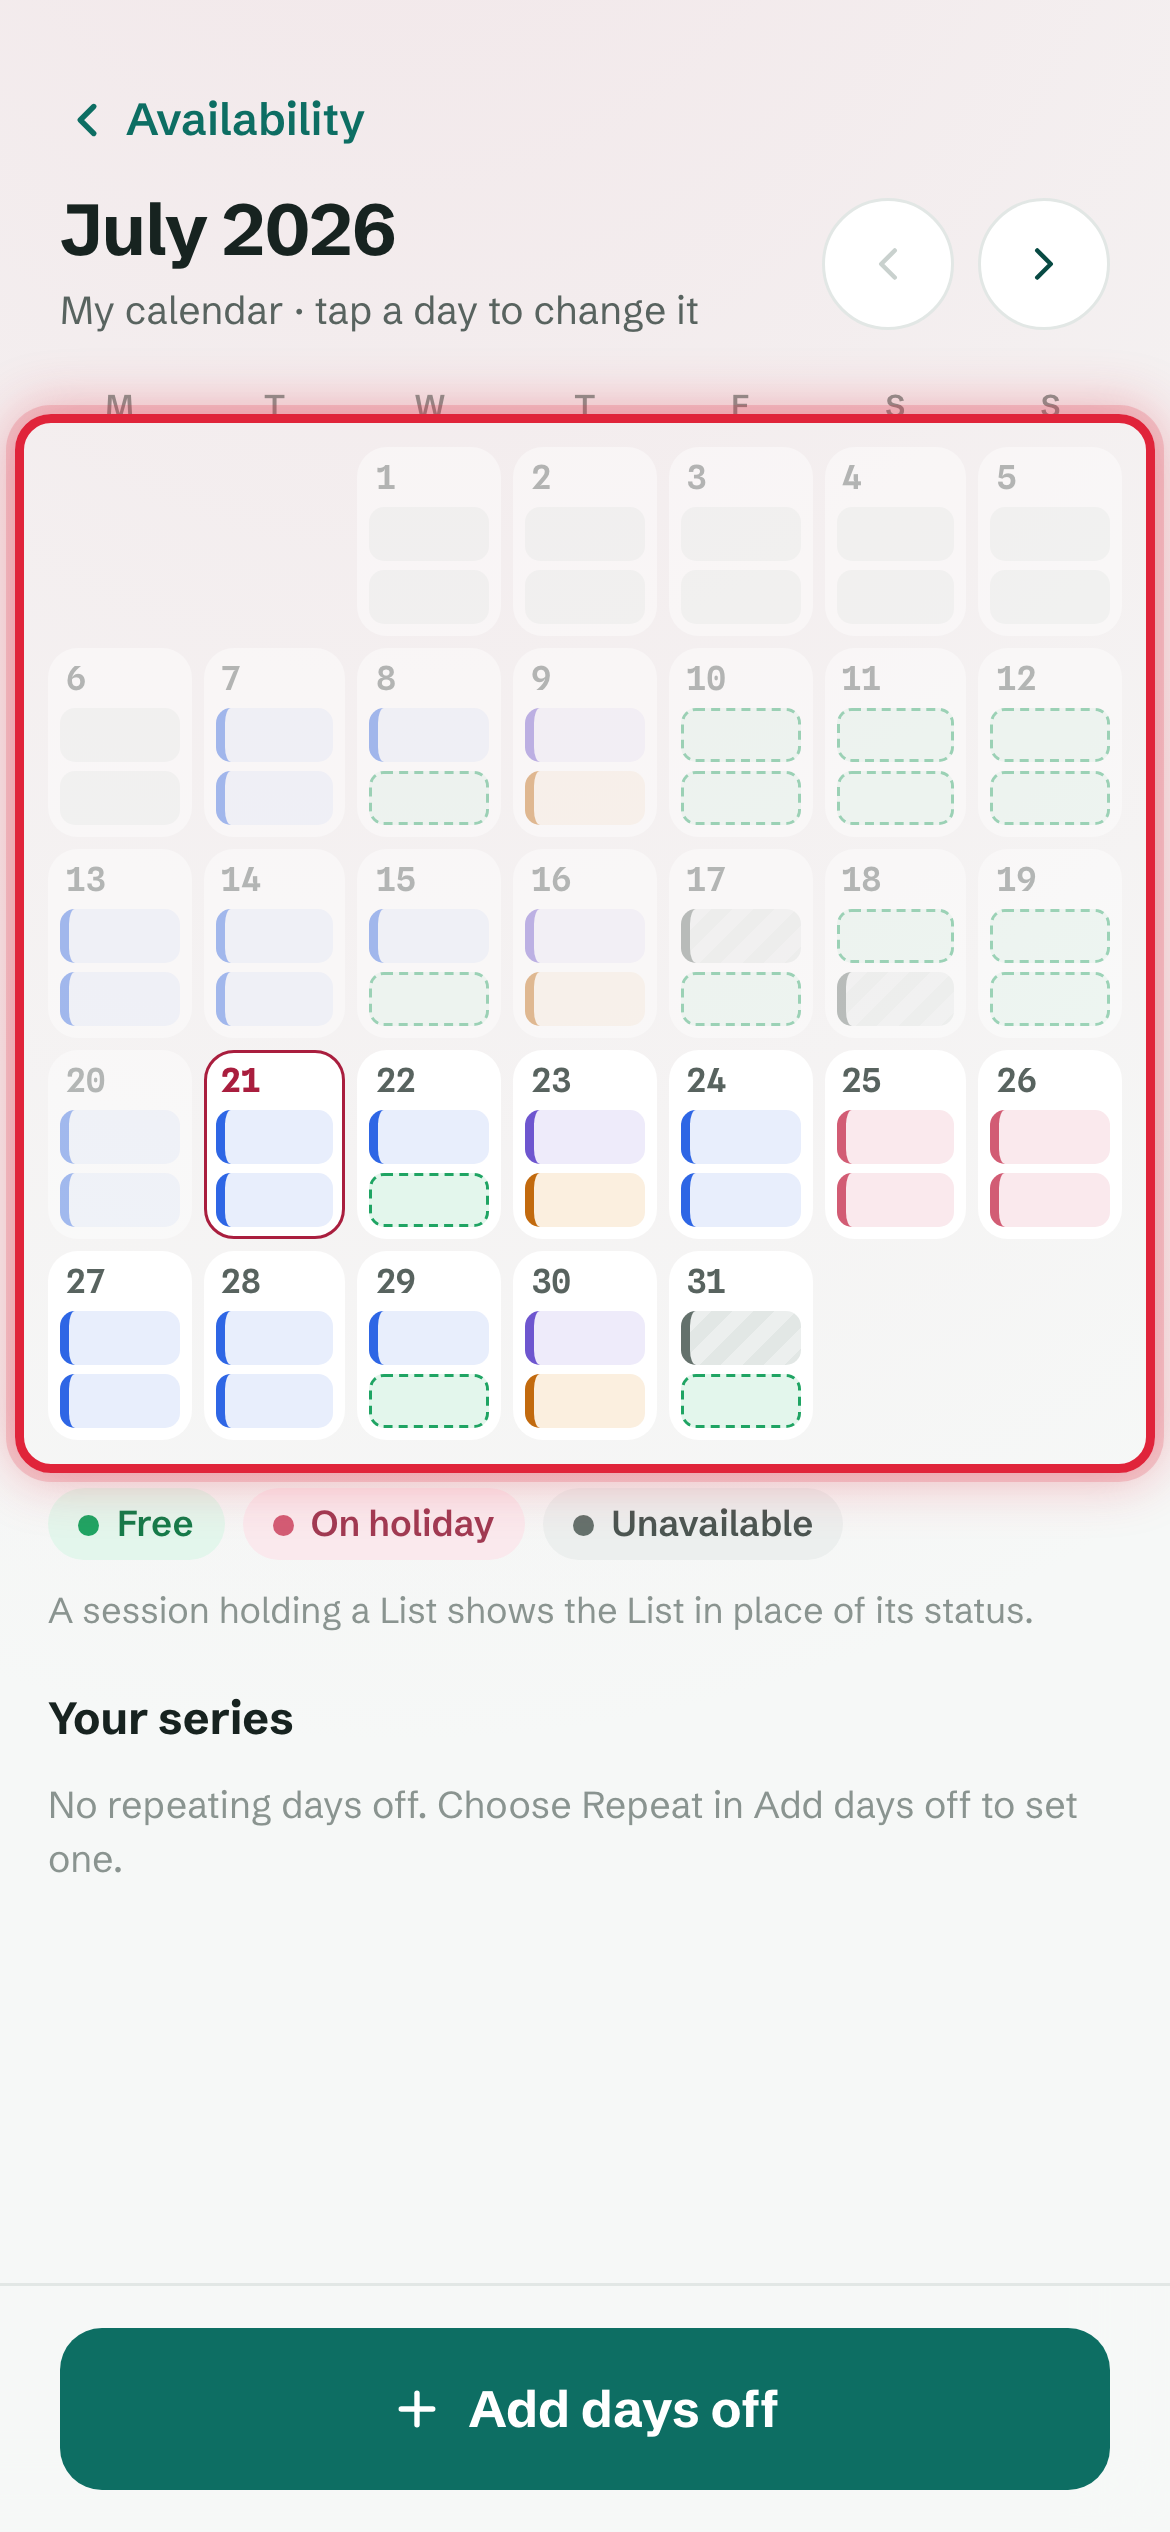 Availability
July 2026
My calendar · tap a day to change it
M T W T F S S
1 2 3 4 5
6 7 8 9 10 11 12
13 14 15 16 17 18 19
20 21 22 23 24 25 26
27 28 29 30 31
Free On holiday Unavailable
A session holding a List shows the List in place of its status.
Your series
No repeating days off. Choose Repeat in Add days off to set
one.
+ Add days off